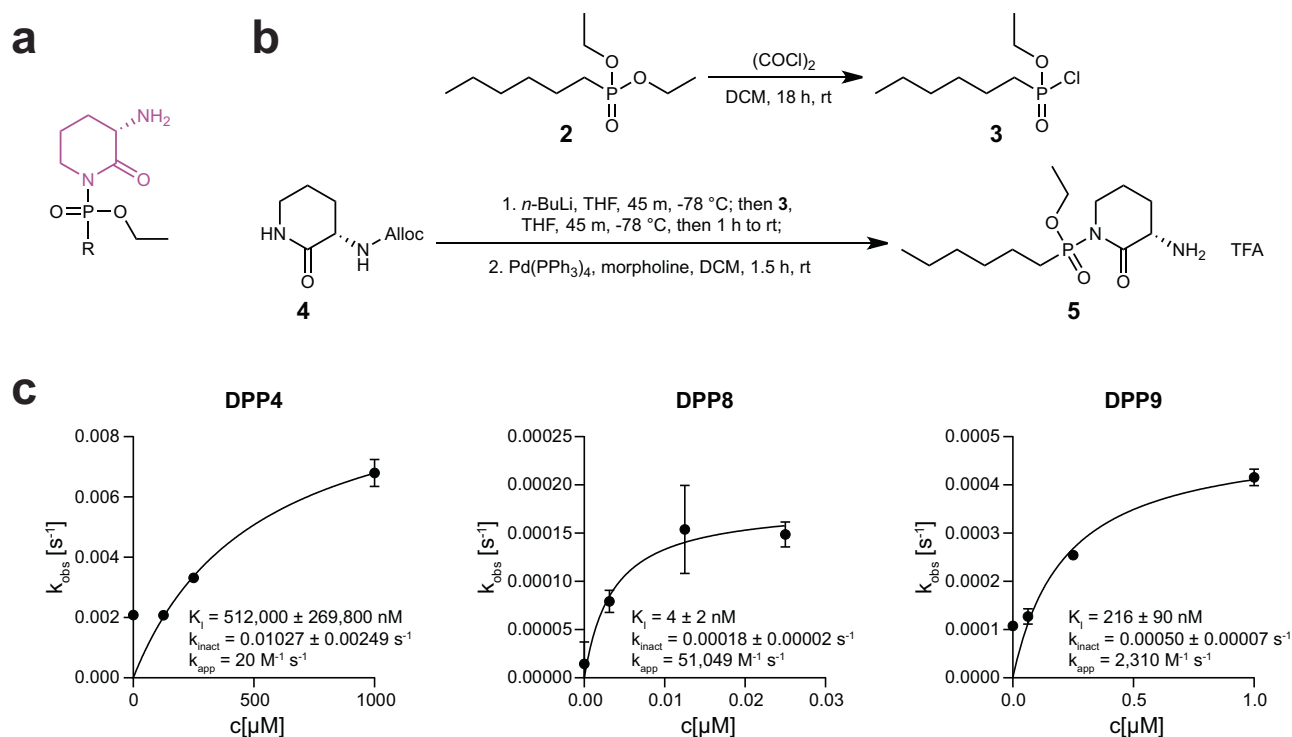 a
b
(COCl)₂
DCM, 18 h, rt
O
P
O
O
2
O
P
Cl
O
3
NH₂
N
O
O
P
O
R
HN
O
N
H
Alloc
4
1. n-BuLi, THF, 45 m, -78 °C; then 3,
THF, 45 m, -78 °C, then 1 h to rt;
2. Pd(PPh₃)₄, morpholine, DCM, 1.5 h, rt
O
P
N
O
O
NH₂
TFA
5
c
DPP4
kobs [s⁻¹]
0.008
0.006
0.004
0.002
0.000
KI = 512,000 ± 269,800 nM
kinact = 0.01027 ± 0.00249 s⁻¹
kapp = 20 M⁻¹ s⁻¹
0
500
1000
c[µM]
DPP8
kobs [s⁻¹]
0.00025
0.00020
0.00015
0.00010
0.00005
0.00000
KI = 4 ± 2 nM
kinact = 0.00018 ± 0.00002 s⁻¹
kapp = 51,049 M⁻¹ s⁻¹
0.00
0.01
0.02
0.03
c[µM]
DPP9
kobs [s⁻¹]
0.0005
0.0004
0.0003
0.0002
0.0001
0.0000
KI = 216 ± 90 nM
kinact = 0.00050 ± 0.00007 s⁻¹
kapp = 2,310 M⁻¹ s⁻¹
0.0
0.5
1.0
c[µM]